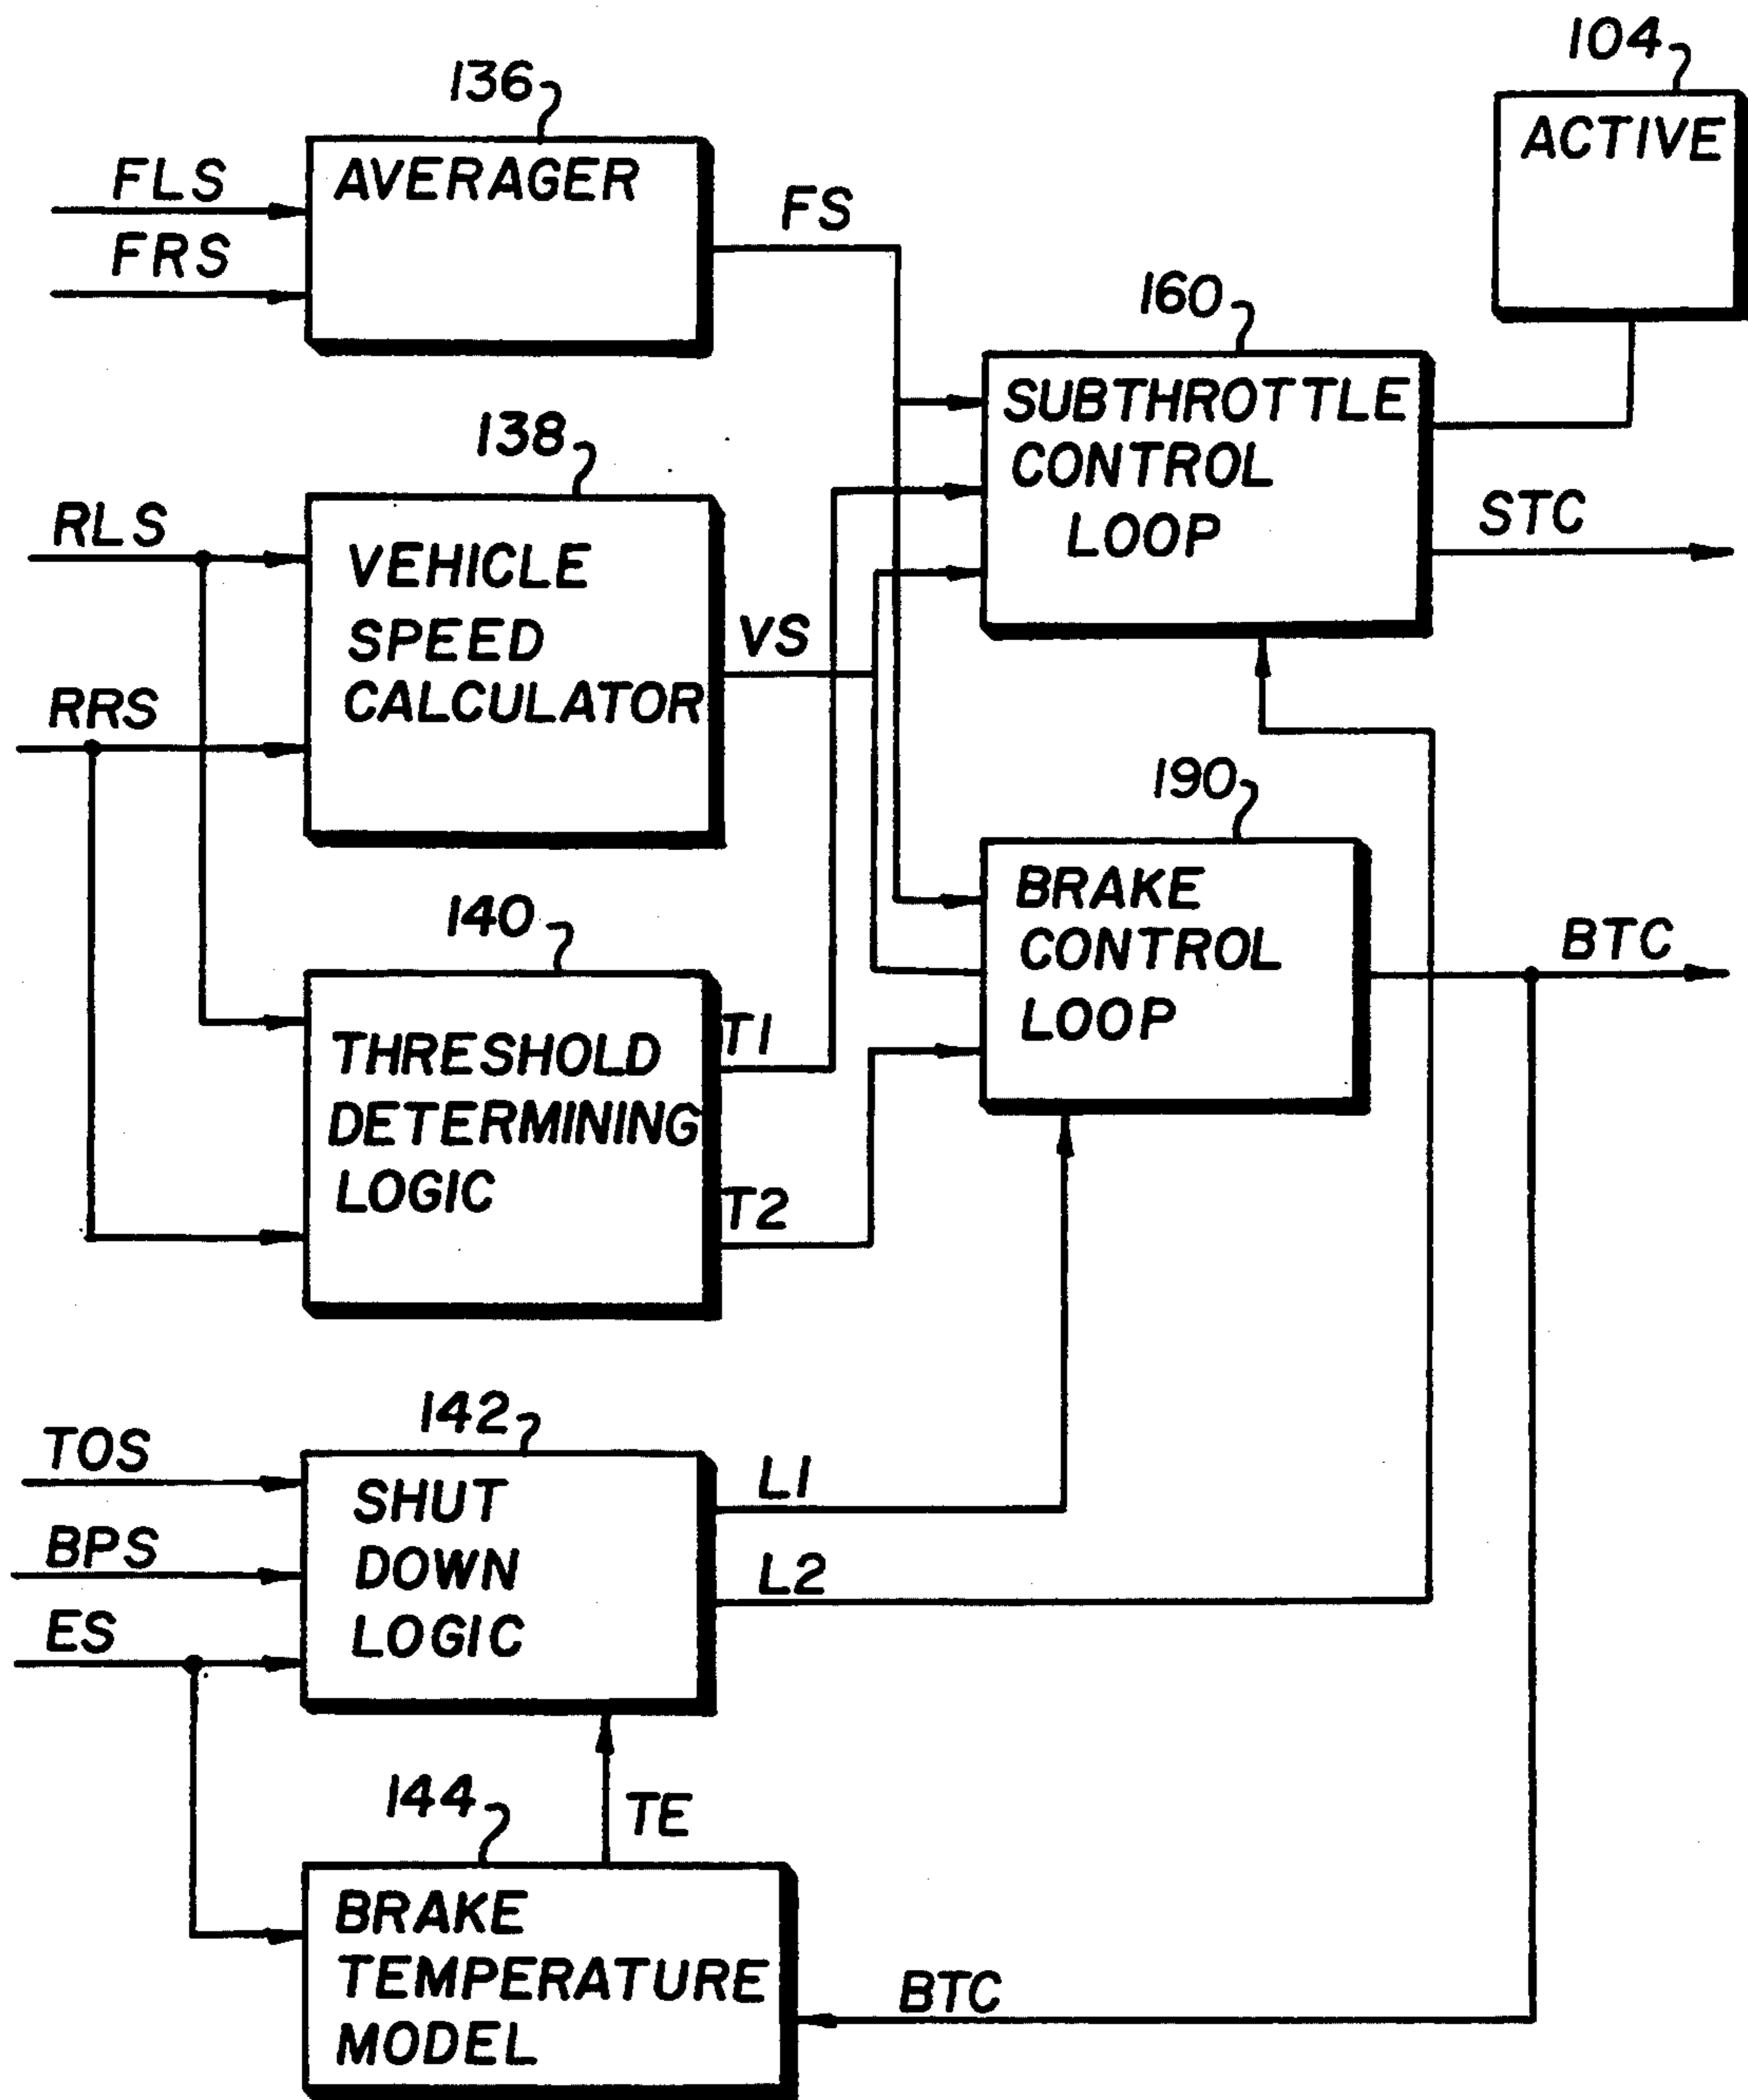 104
ACTIVE
136
AVERAGER
FLS
FRS
FS
160
SUBTHROTTLE
CONTROL
LOOP
STC
138
VEHICLE
SPEED
CALCULATOR
RLS
RRS
VS
190
BRAKE
CONTROL
LOOP
BTC
140
THRESHOLD
DETERMINING
LOGIC
T1
T2
142
SHUT
DOWN
LOGIC
TOS
BPS
ES
L1
L2
144
TE
BRAKE
TEMPERATURE
MODEL
BTC